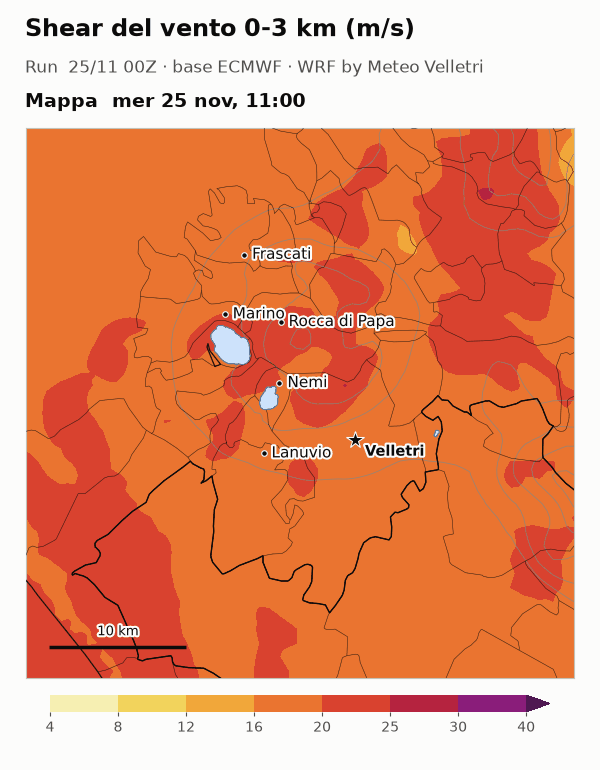 Shear del vento 0-3 km (m/s)
Run  25/11 00Z · base ECMWF · WRF by Meteo Velletri
Mappa  mer 25 nov, 11:00
Frascati
Marino
Rocca di Papa
Nemi
Velletri
Lanuvio
10 km
4 8 12 16 20 25 30 40